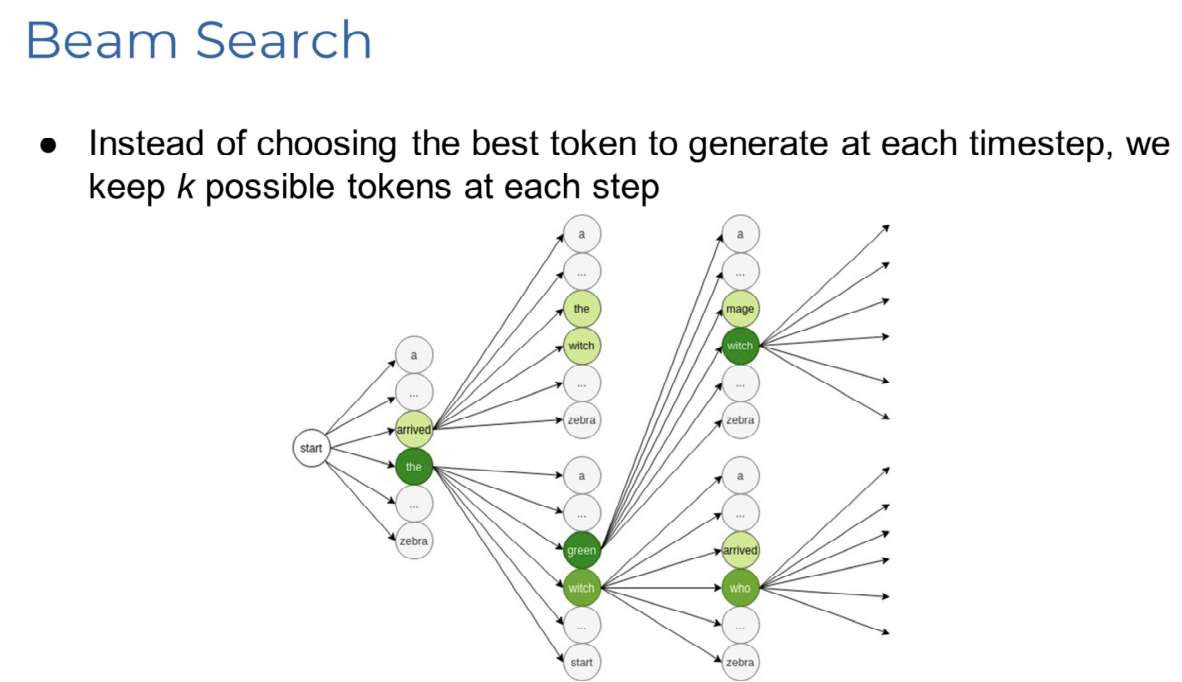 Beam Search
● Instead of choosing the best token to generate at each timestep, we
keep k possible tokens at each step
start
a
...
arrived
the
...
zebra
a
...
the
witch
...
zebra
a
...
green
witch
...
start
a
...
mage
witch
...
zebra
a
...
arrived
who
...
zebra